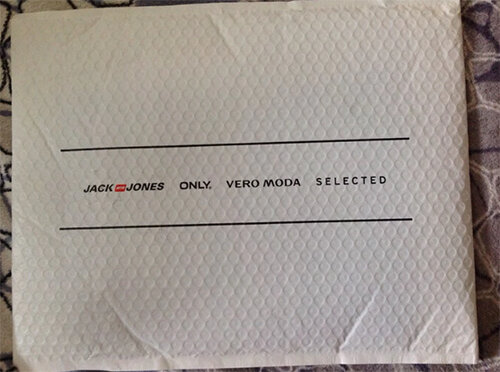 JACK & JONES ONLY. VERO MODA SELECTED